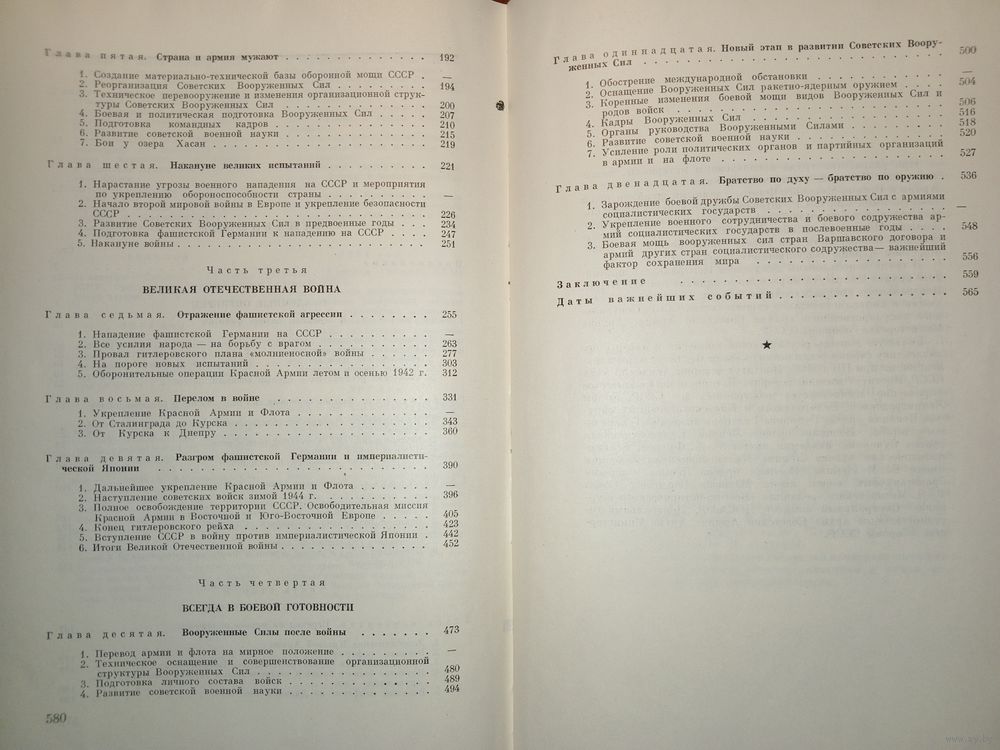 Глава пятая. Страна и армия мужают . . . . . . . . . . . . . . 192
1. Создание материально-технической базы оборонной мощи СССР . —
2. Реорганизация Советских Вооруженных Сил . . . . . . . . . 194
3. Техническое перевооружение и изменения организационной струк-
туры Советских Вооруженных Сил . . . . . . . . . . . . . . 200
4. Боевая и политическая подготовка Вооруженных Сил . . . . . 207
5. Подготовка командных кадров . . . . . . . . . . . . . . . 210
6. Развитие советской военной науки . . . . . . . . . . . . . . 215
7. Бои у озера Хасан . . . . . . . . . . . . . . . . . . . . . 219
Глава шестая. Накануне великих испытаний . . . . . . . . . . 221
1. Нарастание угрозы военного нападения на СССР и мероприятия
по укреплению обороноспособности страны . . . . . . . . . . —
2. Начало второй мировой войны в Европе и укрепление безопасности
СССР . . . . . . . . . . . . . . . . . . . . . . . . . . . . 226
3. Развитие Советских Вооруженных Сил в предвоенные годы . . . 234
4. Подготовка фашистской Германии к нападению на СССР . . . . 247
5. Накануне войны . . . . . . . . . . . . . . . . . . . . . . . 251
Часть третья
ВЕЛИКАЯ ОТЕЧЕСТВЕННАЯ ВОЙНА
Глава седьмая. Отражение фашистской агрессии . . . . . . . . 255
1. Нападение фашистской Германии на СССР . . . . . . . . . . —
2. Все усилия народа — на борьбу с врагом . . . . . . . . . . . 263
3. Провал гитлеровского плана «молниеносной» войны . . . . . . 277
4. На пороге новых испытаний . . . . . . . . . . . . . . . . . 303
5. Оборонительные операции Красной Армии летом и осенью 1942 г. 312
Глава восьмая. Перелом в войне . . . . . . . . . . . . . . . . 331
1. Укрепление Красной Армии и Флота . . . . . . . . . . . . . —
2. От Сталинграда до Курска . . . . . . . . . . . . . . . . . . 343
3. От Курска к Днепру . . . . . . . . . . . . . . . . . . . . . 360
Глава девятая. Разгром фашистской Германии и империалисти-
ческой Японии . . . . . . . . . . . . . . . . . . . . . . . 390
1. Дальнейшее укрепление Красной Армии и Флота . . . . . . . —
2. Наступление советских войск зимой 1944 г. . . . . . . . . . . 396
3. Полное освобождение территории СССР. Освободительная миссия
Красной Армии в Восточной и Юго-Восточной Европе . . . . . 405
4. Конец гитлеровского рейха . . . . . . . . . . . . . . . . . . 423
5. Вступление СССР в войну против империалистической Японии . 442
6. Итоги Великой Отечественной войны . . . . . . . . . . . . . . 452
Часть четвертая
ВСЕГДА В БОЕВОЙ ГОТОВНОСТИ
Глава десятая. Вооруженные Силы после войны . . . . . . . 473
1. Перевод армии и флота на мирное положение . . . . . . . . . —
2. Техническое оснащение и совершенствование организационной
структуры Вооруженных Сил . . . . . . . . . . . . . . . . . 480
3. Подготовка личного состава войск . . . . . . . . . . . . . . 489
4. Развитие советской военной науки . . . . . . . . . . . . . . 494
580
Глава одиннадцатая. Новый этап в развитии Советских Воору-
женных Сил . . . . . . . . . . . . . . . . . . . . . . . . 500
1. Обострение международной обстановки . . . . . . . . . . . . —
2. Оснащение Вооруженных Сил ракетно-ядерным оружием . . . . 504
3. Коренные изменения боевой мощи видов Вооруженных Сил и
родов войск . . . . . . . . . . . . . . . . . . . . . . . . 506
4. Кадры Вооруженных Сил . . . . . . . . . . . . . . . . . . 516
5. Органы руководства Вооруженными Силами . . . . . . . . . . 518
6. Развитие советской военной науки . . . . . . . . . . . . . . 520
7. Усиление роли политических органов и партийных организаций
в армии и на флоте . . . . . . . . . . . . . . . . . . . . . 527
Глава двенадцатая. Братство по духу — братство по оружию . 536
1. Зарождение боевой дружбы Советских Вооруженных Сил с армиями
социалистических государств . . . . . . . . . . . . . . . . —
2. Укрепление военного сотрудничества и боевого содружества ар-
мий социалистических государств в послевоенные годы . . . . 548
3. Боевая мощь вооруженных сил стран Варшавского договора и
армий других стран социалистического содружества— важнейший
фактор сохранения мира . . . . . . . . . . . . . . . . . . 556
Заключение . . . . . . . . . . . . . . . . . . . . . . . . . 559
Даты важнейших событий . . . . . . . . . . . . . . . . . 565
★